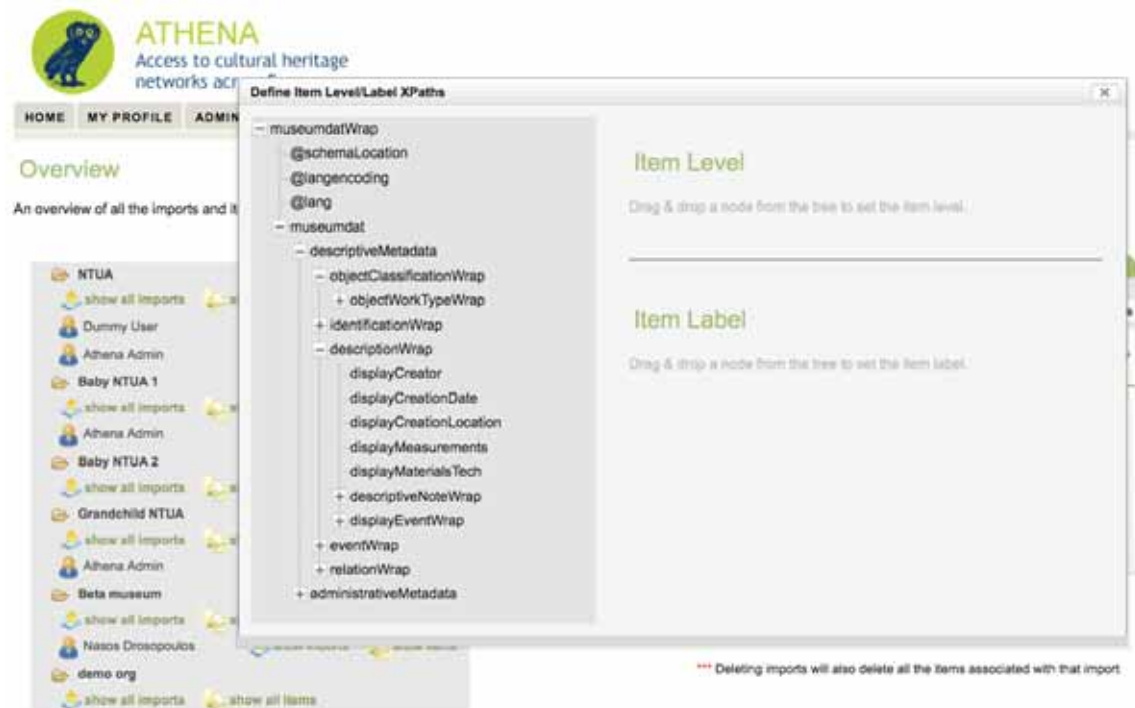 ATHENA
Access to cultural heritage
networks acr
Define Item Level/Label XPaths
HOME MY PROFILE ADMIN
Overview
An overview of all the imports and it
museumdatWrap
@schemaLocation
@langencoding
@lang
museumdat
descriptiveMetadata
objectClassificationWrap
objectWorkTypeWrap
identificationWrap
descriptionWrap
displayCreator
displayCreationDate
displayCreationLocation
displayMeasurements
displayMaterialsTech
descriptiveNoteWrap
displayEventWrap
eventWrap
relationWrap
administrativeMetadata
Item Level
Drag & drop a node from the tree to set the item level.
Item Label
Drag & drop a node from the tree to set the item label.
NTUA
show all imports
Dummy User
Athena Admin
Baby NTUA 1
show all imports
Athena Admin
Baby NTUA 2
show all imports
Grandchild NTUA
show all imports
Athena Admin
Beta museum
show all imports
Nasos Drosopoulos
demo org
show all imports show all items
*** Deleting imports will also delete all the items associated with that import